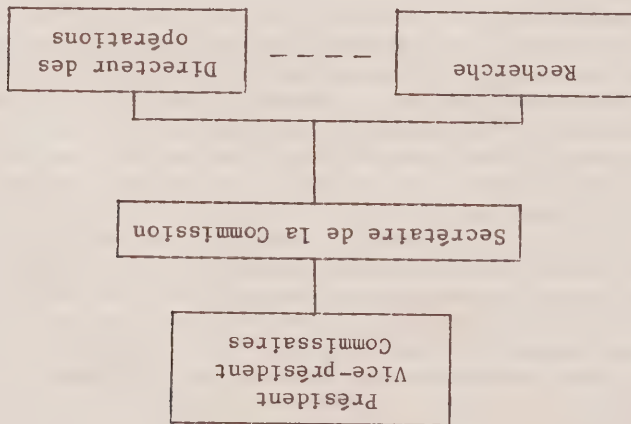 Président
Vice-président
Commissaires
Secrétaire de la Commission
Recherche
Directeur des
opérations